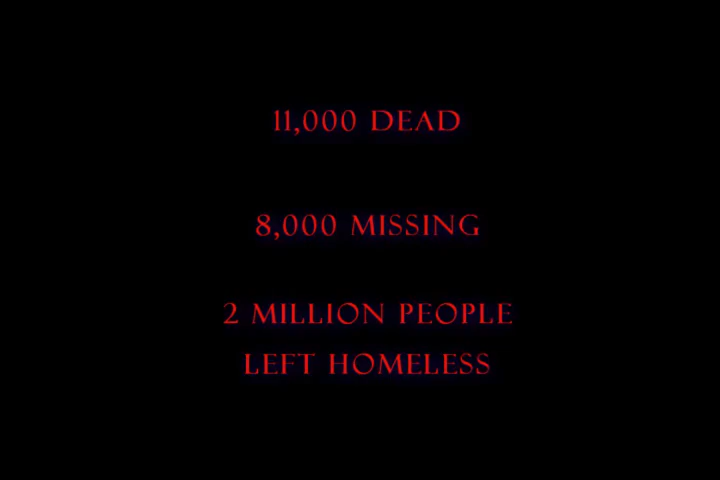 11,000 DEAD
8,000 MISSING
2 MILLION PEOPLE
LEFT HOMELESS